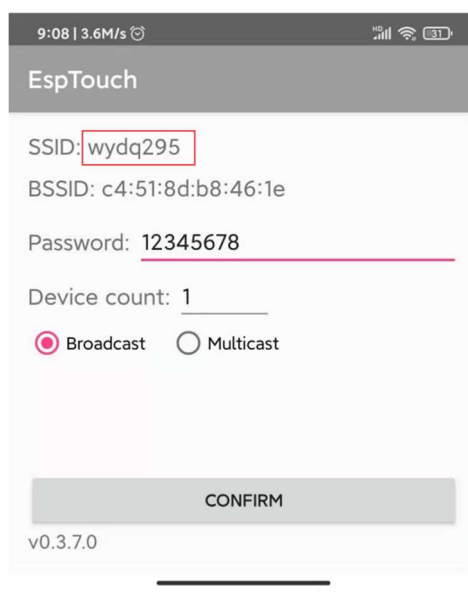 9:08 | 3.6M/s
HD 31
EspTouch
SSID: wydq295
BSSID: c4:51:8d:b8:46:1e
Password: 12345678
Device count: 1
Broadcast Multicast
CONFIRM
v0.3.7.0